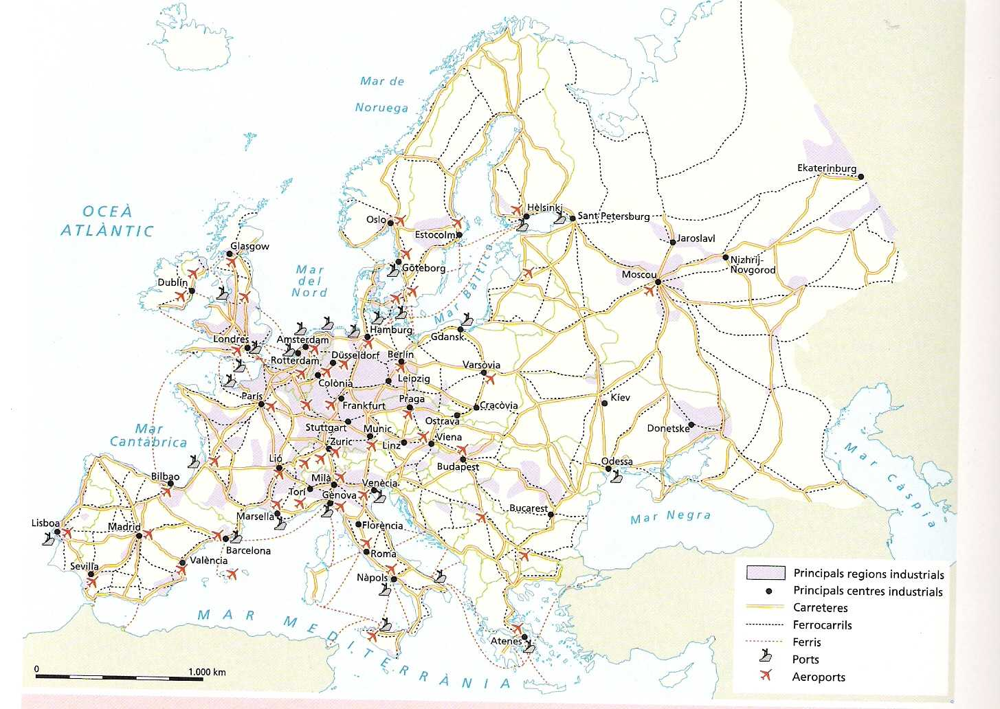 Mar de
Noruega
Ekaterinburg
OCEÀ
ATLÀNTIC
Oslo
Hèlsinki
Sant Petersburg
Estocolm
Jaroslavl
Glasgow
Göteborg
Nizhrij-
Novgorod
Mar
del
Nord
Mar Bàltica
Moscou
Dublín
Hamburg
Gdansk
Londres
Amsterdam
Rotterdam
Düsseldorf
Berlín
Varsòvia
Colònia
Leipzig
París
Frankfurt
Praga
Cracòvia
Kíev
Ostrava
Stuttgart
Munic
Donetske
Mar
Cantàbrica
Zuric
Linz
Viena
Lió
Budapest
Odessa
Mar Càspia
Bilbao
Milà
Venècia
Torí
Gènova
Marsella
Bucarest
Mar Negra
Lisboa
Madrid
Florència
Barcelona
Roma
València
Sevilla
Nàpols
MAR MEDITERRÀNIA
Atenes
0
1.000 km
Principals regions industrials
Principals centres industrials
Carreteres
Ferrocarrils
Ferris
Ports
Aeroports